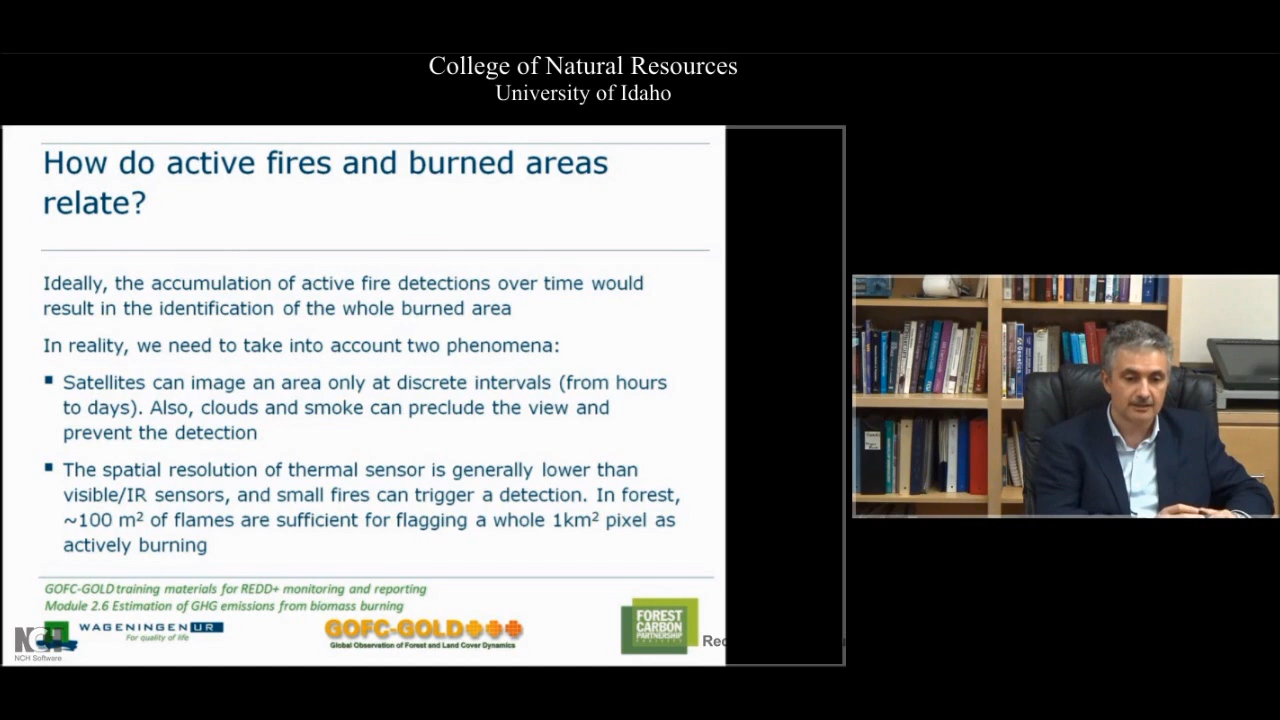 College of Natural Resources
University of Idaho
How do active fires and burned areas
relate?
Ideally, the accumulation of active fire detections over time would
result in the identification of the whole burned area
In reality, we need to take into account two phenomena:
▪ Satellites can image an area only at discrete intervals (from hours
to days). Also, clouds and smoke can preclude the view and
prevent the detection
▪ The spatial resolution of thermal sensor is generally lower than
visible/IR sensors, and small fires can trigger a detection. In forest,
~100 m² of flames are sufficient for flagging a whole 1km² pixel as
actively burning
GOFC-GOLD training materials for REDD+ monitoring and reporting
Module 2.6 Estimation of GHG emissions from biomass burning
NCH
NCH Software
WAGENINGEN UR
For quality of life
GOFC-GOLD
Global Observation of Forest and Land Cover Dynamics
FOREST
CARBON
PARTNERSHIP
Rec